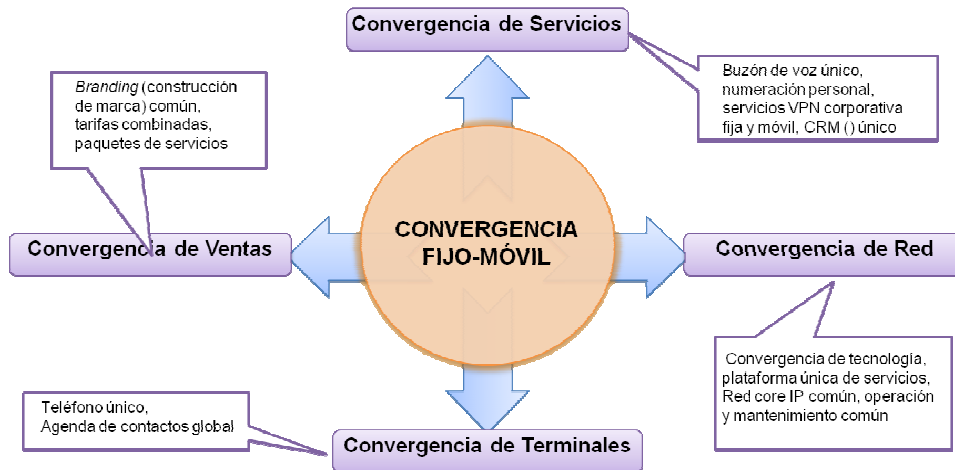 Convergencia de Servicios
Buzón de voz único,
numeración personal,
servicios VPN corporativa
fija y móvil, CRM () único
Branding (construcción
de marca) común,
tarifas combinadas,
paquetes de servicios
CONVERGENCIA
FIJO-MÓVIL
Convergencia de Ventas
Convergencia de Red
Convergencia de tecnología,
plataforma única de servicios,
Red core IP común, operación
y mantenimiento común
Teléfono único,
Agenda de contactos global
Convergencia de Terminales